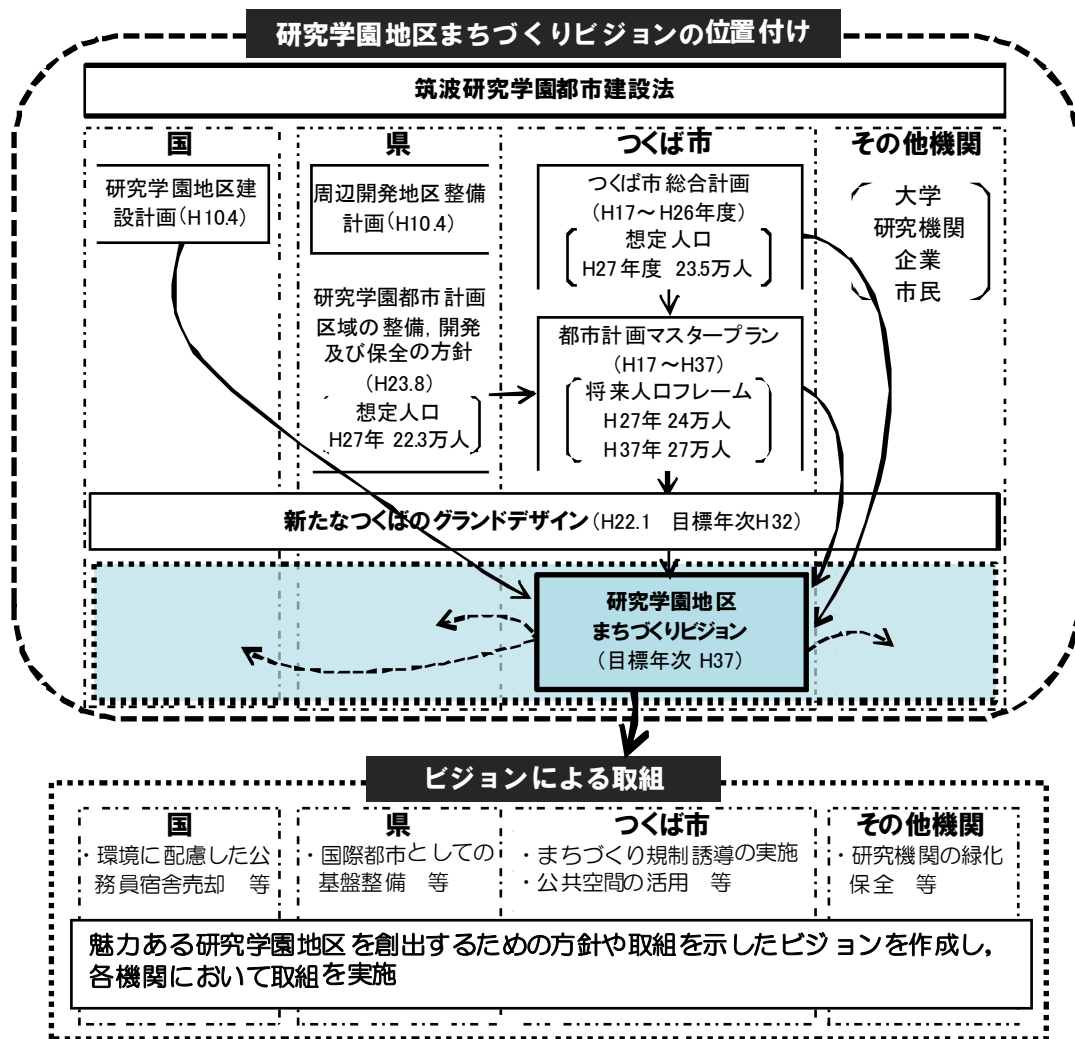 研究学園地区まちづくりビジョンの位置付け
筑波研究学園都市建設法
国
研究学園地区建
設計画(H10.4)
県
周辺開発地区整備
計画(H10.4)
研究学園都市計画
区域の整備,開発
及び保全の方針
(H23.8)
想定人口
H27年 22.3万人
つくば市
つくば市総合計画
(H17～H26年度)
想定人口
H27年度 23.5万人
都市計画マスタープラン
(H17～H37)
将来人口フレーム
H27年 24万人
H37年 27万人
その他機関
大学
研究機関
企業
市民
新たなつくばのグランドデザイン(H22.1 目標年次H32)
研究学園地区
まちづくりビジョン
(目標年次 H37)
ビジョンによる取組
国
・環境に配慮した公
務員宿舎売却 等
県
・国際都市としての
基盤整備 等
つくば市
・まちづくり規制誘導の実施
・公共空間の活用 等
その他機関
・研究機関の緑化
保全 等
魅力ある研究学園地区を創出するための方針や取組を示したビジョンを作成し,
各機関において取組を実施